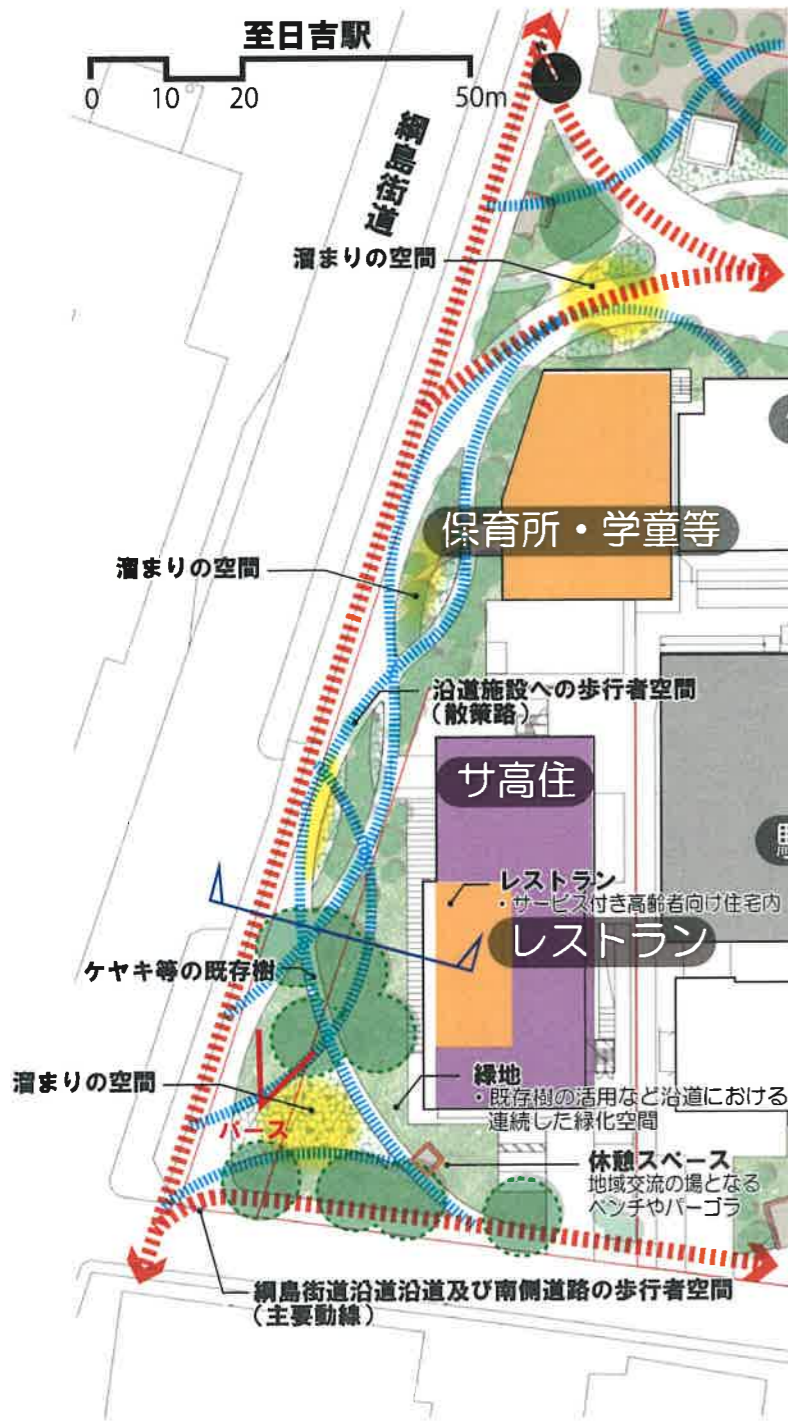 至日吉駅
0 10 20 50m
綱島街道
溜まりの空間
保育所・学童等
溜まりの空間
沿道施設への歩行者空間
(散策路)
サ高住
レストラン
・サービス付き高齢者向け住宅内
レストラン
ケヤキ等の既存樹
溜まりの空間
緑地
・既存樹の活用など沿道における
連続した緑化空間
パース
休憩スペース
地域交流の場となる
ベンチやパーゴラ
綱島街道沿道沿道及び南側道路の歩行者空間
(主要動線)